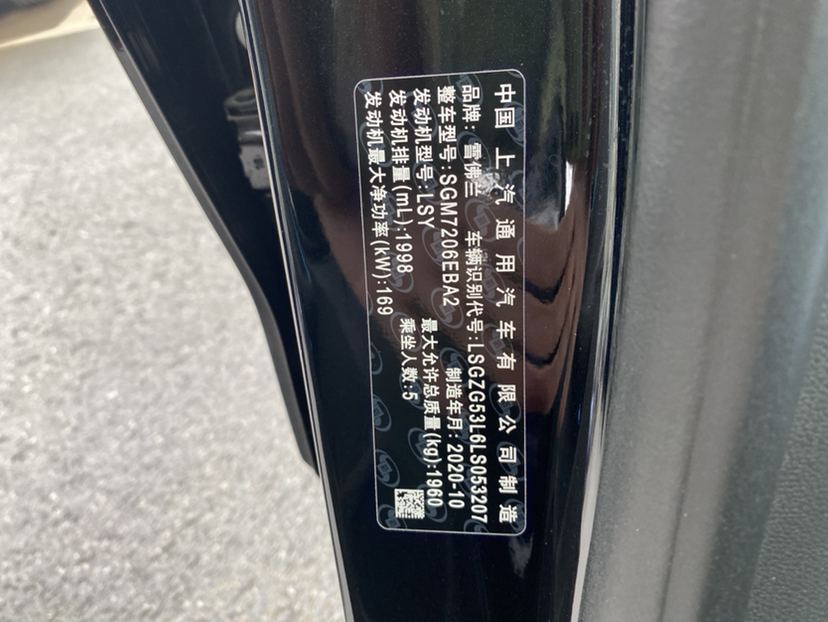 中国 上汽通用汽车有限公司制造
品牌: 雪佛兰 车辆识别代号:LSGZG53L6LS053207
整车型号:SGM7206EBA2 制造年月:2020-10
发动机型号:LSY 最大允许总质量(kg):1960
发动机排量(mL):1998 乘坐人数:5
发动机最大净功率(kW):169